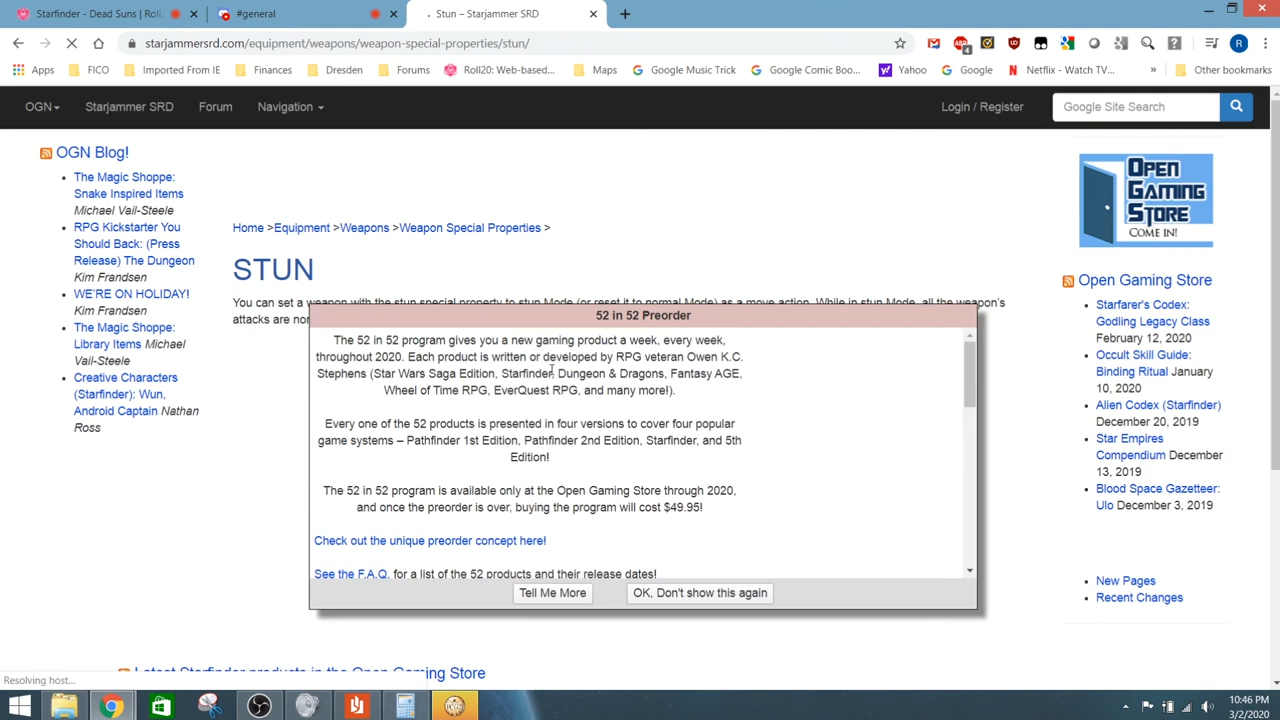 Starfinder - Dead Suns | Roll
#general
Stun – Starjammer SRD
starjammersrd.com/equipment/weapons/weapon-special-properties/stun/
4
R
Apps
FICO
Imported From IE
Finances
Dresden
Forums
Roll20: Web-based...
Maps
Google Music Trick
Google Comic Boo...
Yahoo
Google
Netflix - Watch TV...
»
Other bookmarks
OGN
Starjammer SRD
Forum
Navigation
Login / Register
Google Site Search
OGN Blog!
The Magic Shoppe:
Snake Inspired Items
Michael Vail-Steele
RPG Kickstarter You
Should Back: (Press
Release) The Dungeon
Kim Frandsen
WE'RE ON HOLIDAY!
Kim Frandsen
The Magic Shoppe:
Library Items Michael
Vail-Steele
Creative Characters
(Starfinder): Wun,
Android Captain Nathan
Ross
Home >Equipment >Weapons >Weapon Special Properties >
STUN
You can set a weapon with the stun special property to stun Mode (or reset it to normal Mode) as a move action. While in stun Mode, all the weapon's
attacks are nor
52 in 52 Preorder
The 52 in 52 program gives you a new gaming product a week, every week,
throughout 2020. Each product is written or developed by RPG veteran Owen K.C.
Stephens (Star Wars Saga Edition, Starfinder, Dungeon & Dragons, Fantasy AGE,
Wheel of Time RPG, EverQuest RPG, and many more!).
Every one of the 52 products is presented in four versions to cover four popular
game systems – Pathfinder 1st Edition, Pathfinder 2nd Edition, Starfinder, and 5th
Edition!
The 52 in 52 program is available only at the Open Gaming Store through 2020,
and once the preorder is over, buying the program will cost $49.95!
Check out the unique preorder concept here!
See the F.A.Q. for a list of the 52 products and their release dates!
Tell Me More
OK, Don't show this again
OPEN
GAMING
STORE
COME IN!
Open Gaming Store
Starfarer's Codex:
Godling Legacy Class
February 12, 2020
Occult Skill Guide:
Binding Ritual January
10, 2020
Alien Codex (Starfinder)
December 20, 2019
Star Empires
Compendium December
13, 2019
Blood Space Gazetteer:
Ulo December 3, 2019
New Pages
Recent Changes
Latest Starfinder products in the Open Gaming Store
Resolving host...
10:46 PM
3/2/2020